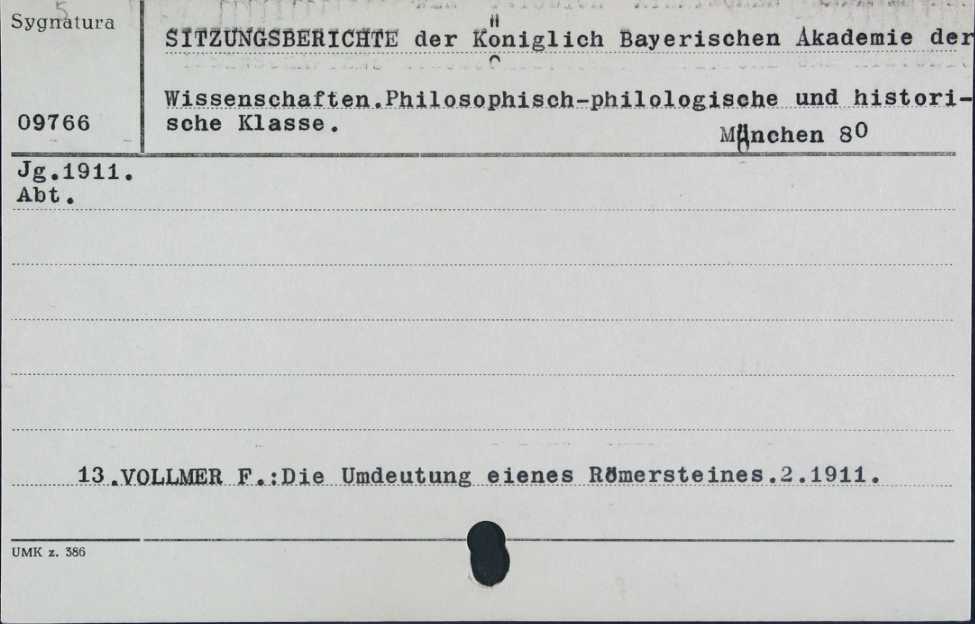 Sygnatura
SITZUNGSBERICHTE der Königlich Bayerischen Akademie der
Wissenschaften.Philosophisch-philologische und histori-
09766
sche Klasse.
München 8⁰
Jg.1911.
Abt.
13.VOLLMER F.:Die Umdeutung eienes Römersteines.2.1911.
UMK z. 386